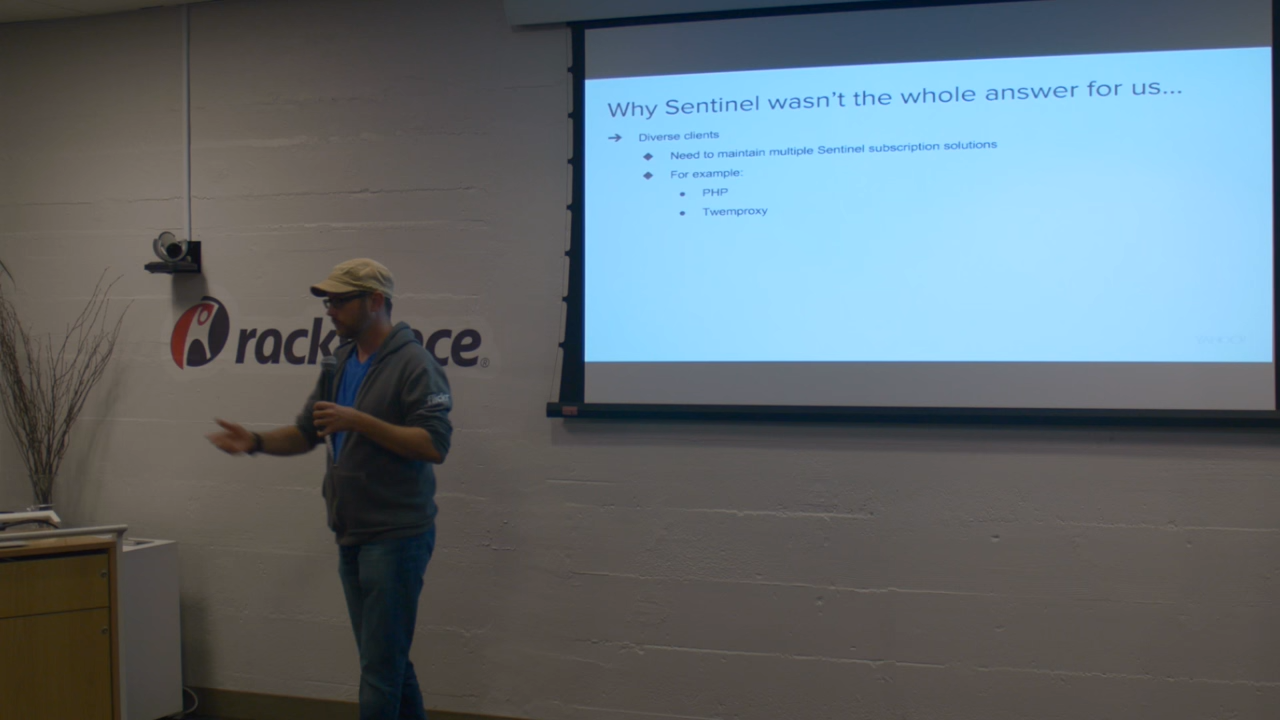 Why Sentinel wasn't the whole answer for us...
Diverse clients
Need to maintain multiple Sentinel subscription solutions
For example:
PHP
Twemproxy
rack ce